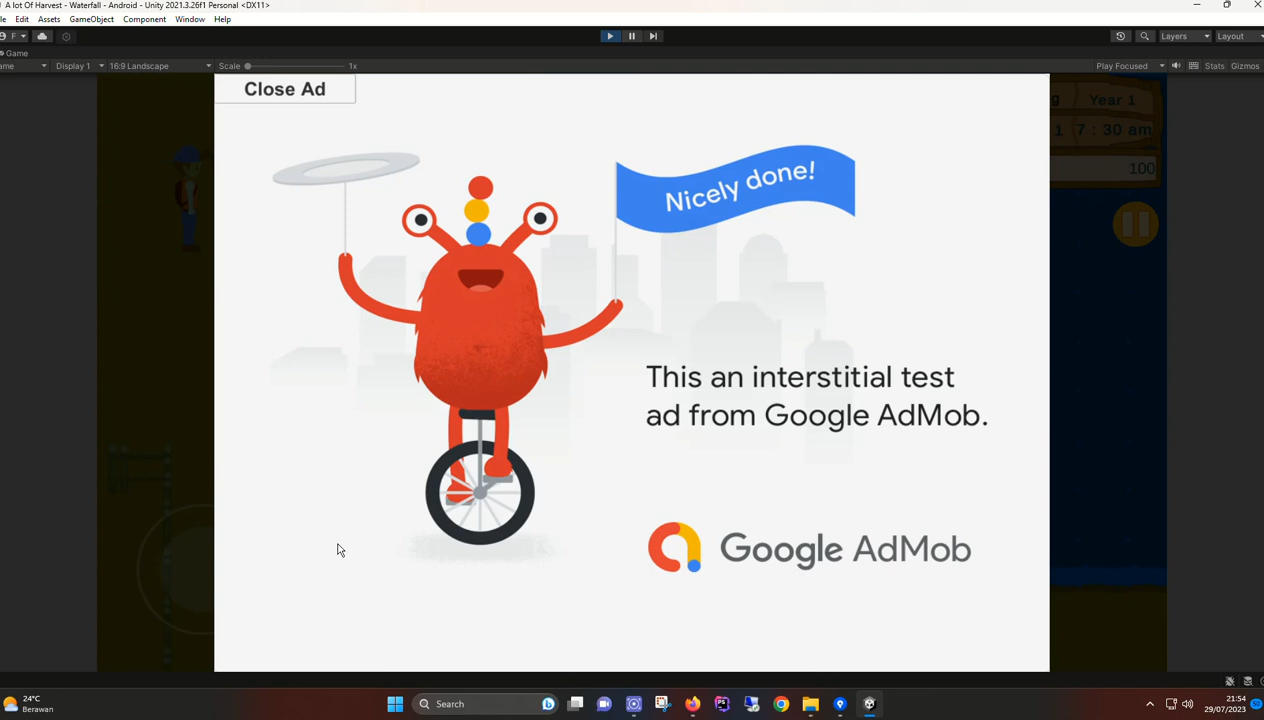 A lot Of Harvest - Waterfall - Android - Unity 2021.3.26f1 Personal <DX11>
Edit Assets GameObject Component Window Help
F Layers Layout
Game
Display 1 16:9 Landscape Scale 1x Play Focused Stats Gizmos
Close Ad
Year 1
1 7 : 30 am
100
Nicely done!
This an interstitial test
ad from Google AdMob.
Google AdMob
24°C
Berawan
Search
21:54
29/07/2023